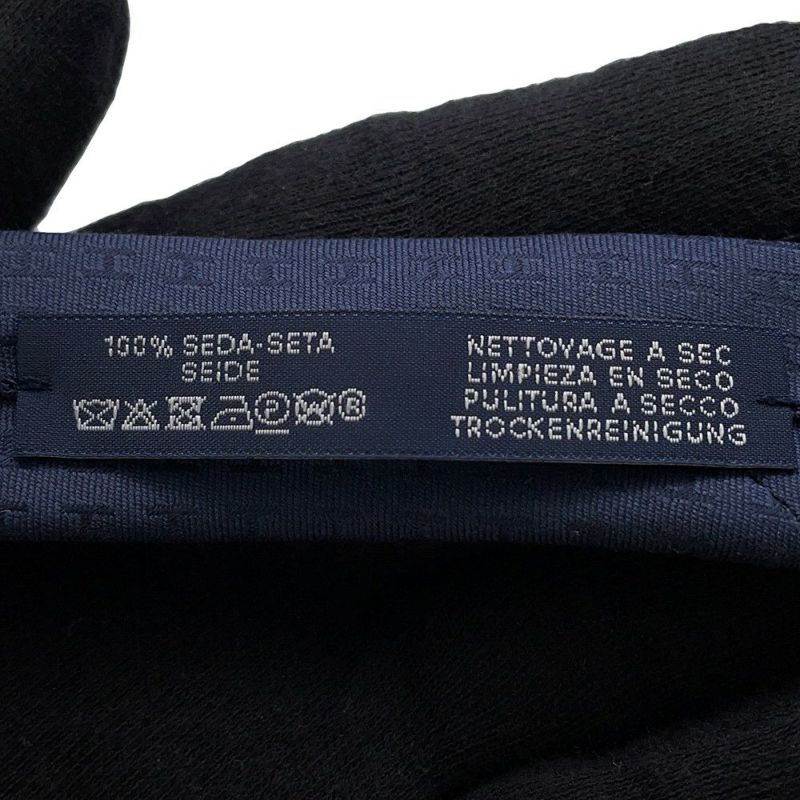 100% SEDA-SETA
SEIDE
P W R
NETTOYAGE A SEC
LIMPIEZA EN SECO
PULITURA A SECCO
TROCKENREINIGUNG